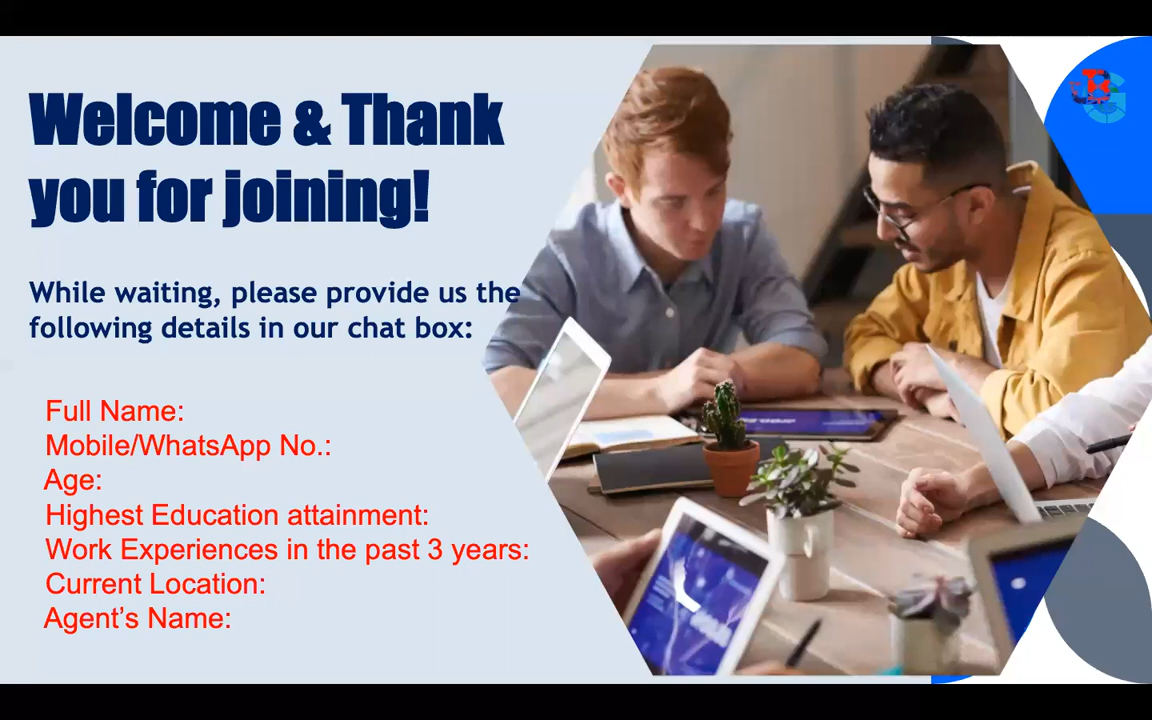 Welcome & Thank
you for joining!
While waiting, please provide us the
following details in our chat box:
Full Name:
Mobile/WhatsApp No.:
Age:
Highest Education attainment:
Work Experiences in the past 3 years:
Current Location:
Agent’s Name: